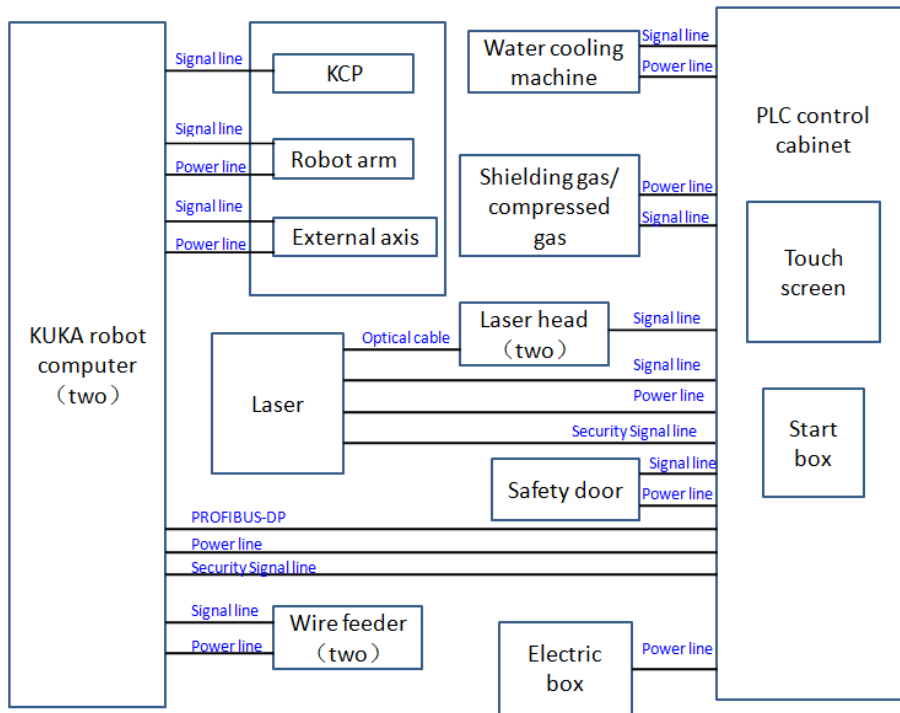 Signal line
KCP
Signal line
Robot arm
Power line
Signal line
External axis
Power line
KUKA robot
computer
（two）
Water cooling
machine
Signal line
Power line
PLC control
cabinet
Shielding gas/
compressed
gas
Power line
Signal line
Touch
screen
Laser head
（two）
Signal line
Optical cable
Laser
Signal line
Power line
Security Signal line
Start
box
Safety door
Signal line
Power line
PROFIBUS-DP
Power line
Security Signal line
Signal line
Wire feeder
（two）
Power line
Electric
box
Power line